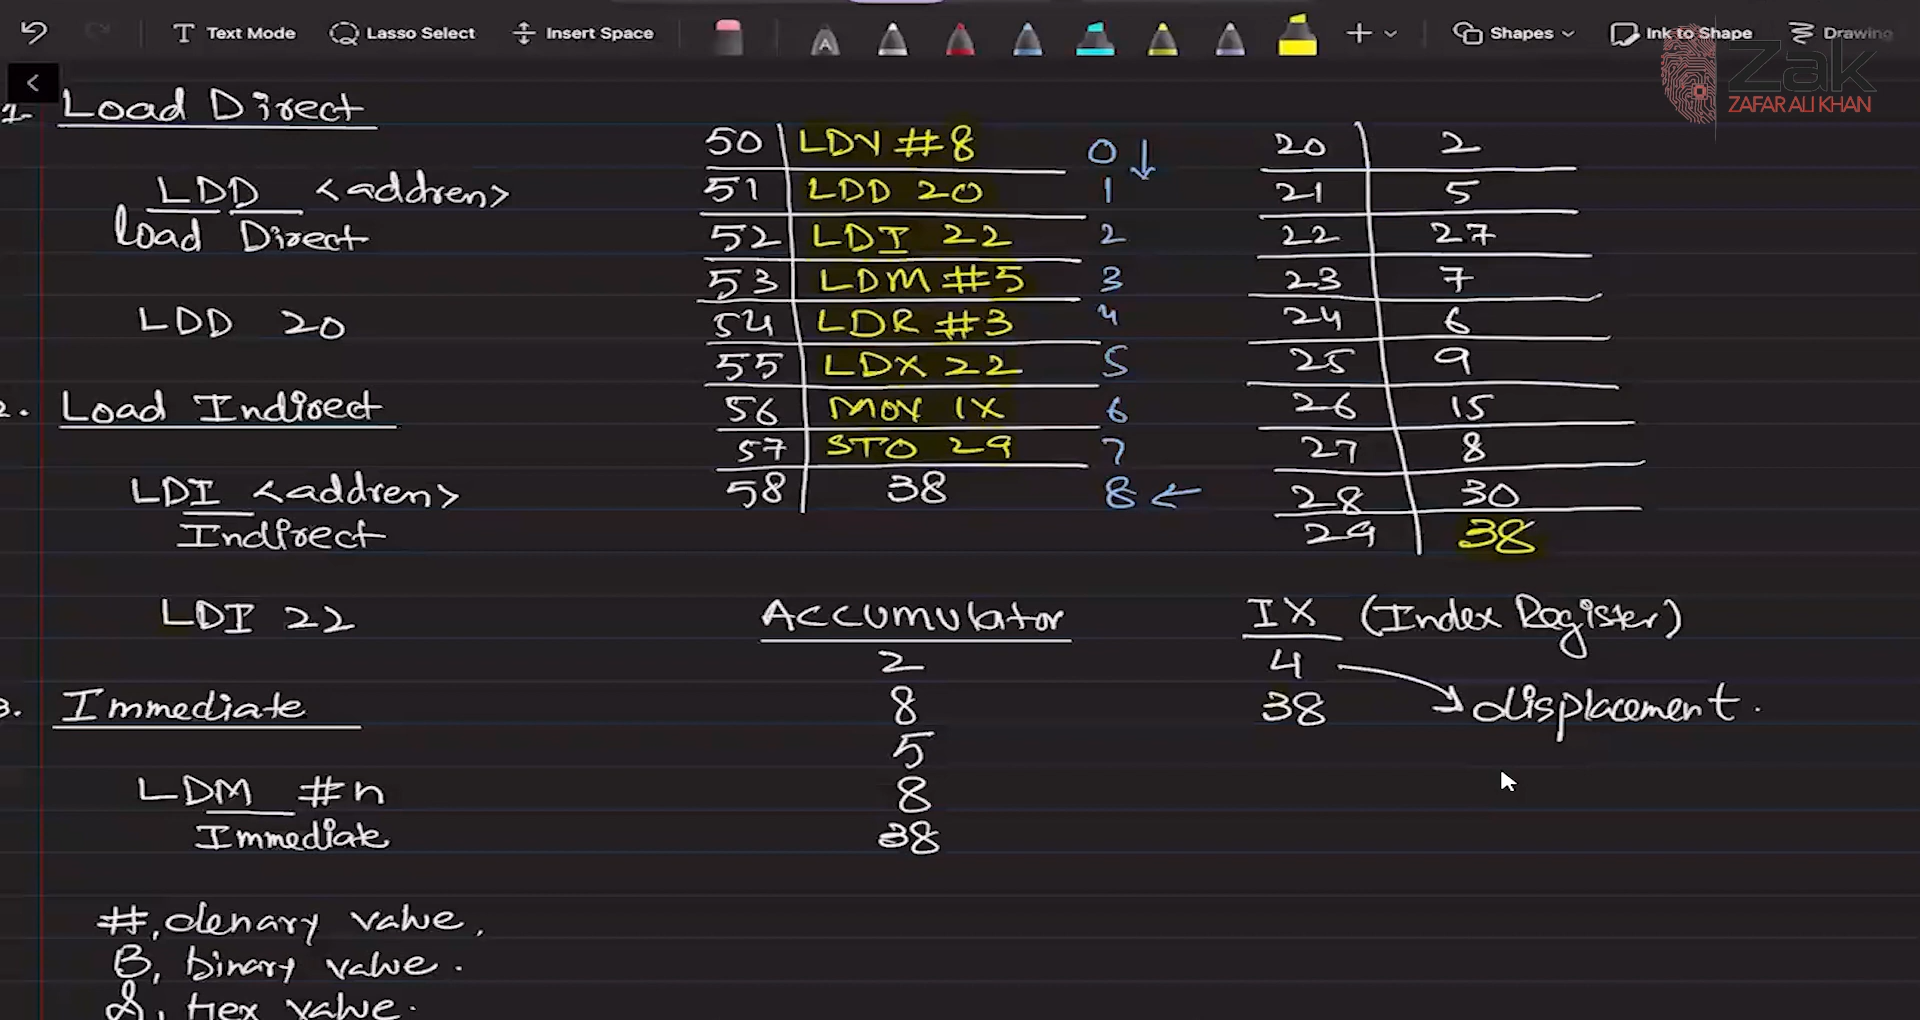 Text Mode Lasso Select Insert Space Shapes Ink to Shape Drawing
Zak
ZAFAR ALI KHAN
1. Load Direct
LDD <address>
Load Direct
LDD 20
2. Load Indirect
LDI <address>
Indirect
LDI 22
3. Immediate
LDM #n
Immediate
#, denary value,
B, binary value.
&, Hex value.
50 LDV #8 0
51 LDD 20 1
52 LDI 22 2
53 LDM #5 3
54 LDR #3 4
55 LDX 22 5
56 MOV IX 6
57 STO 29 7
58 38 8
20 2
21 5
22 27
23 7
24 6
25 9
26 15
27 8
28 30
29 38
Accumulator
2
8
5
8
38
IX (Index Register)
4 displacement.
38